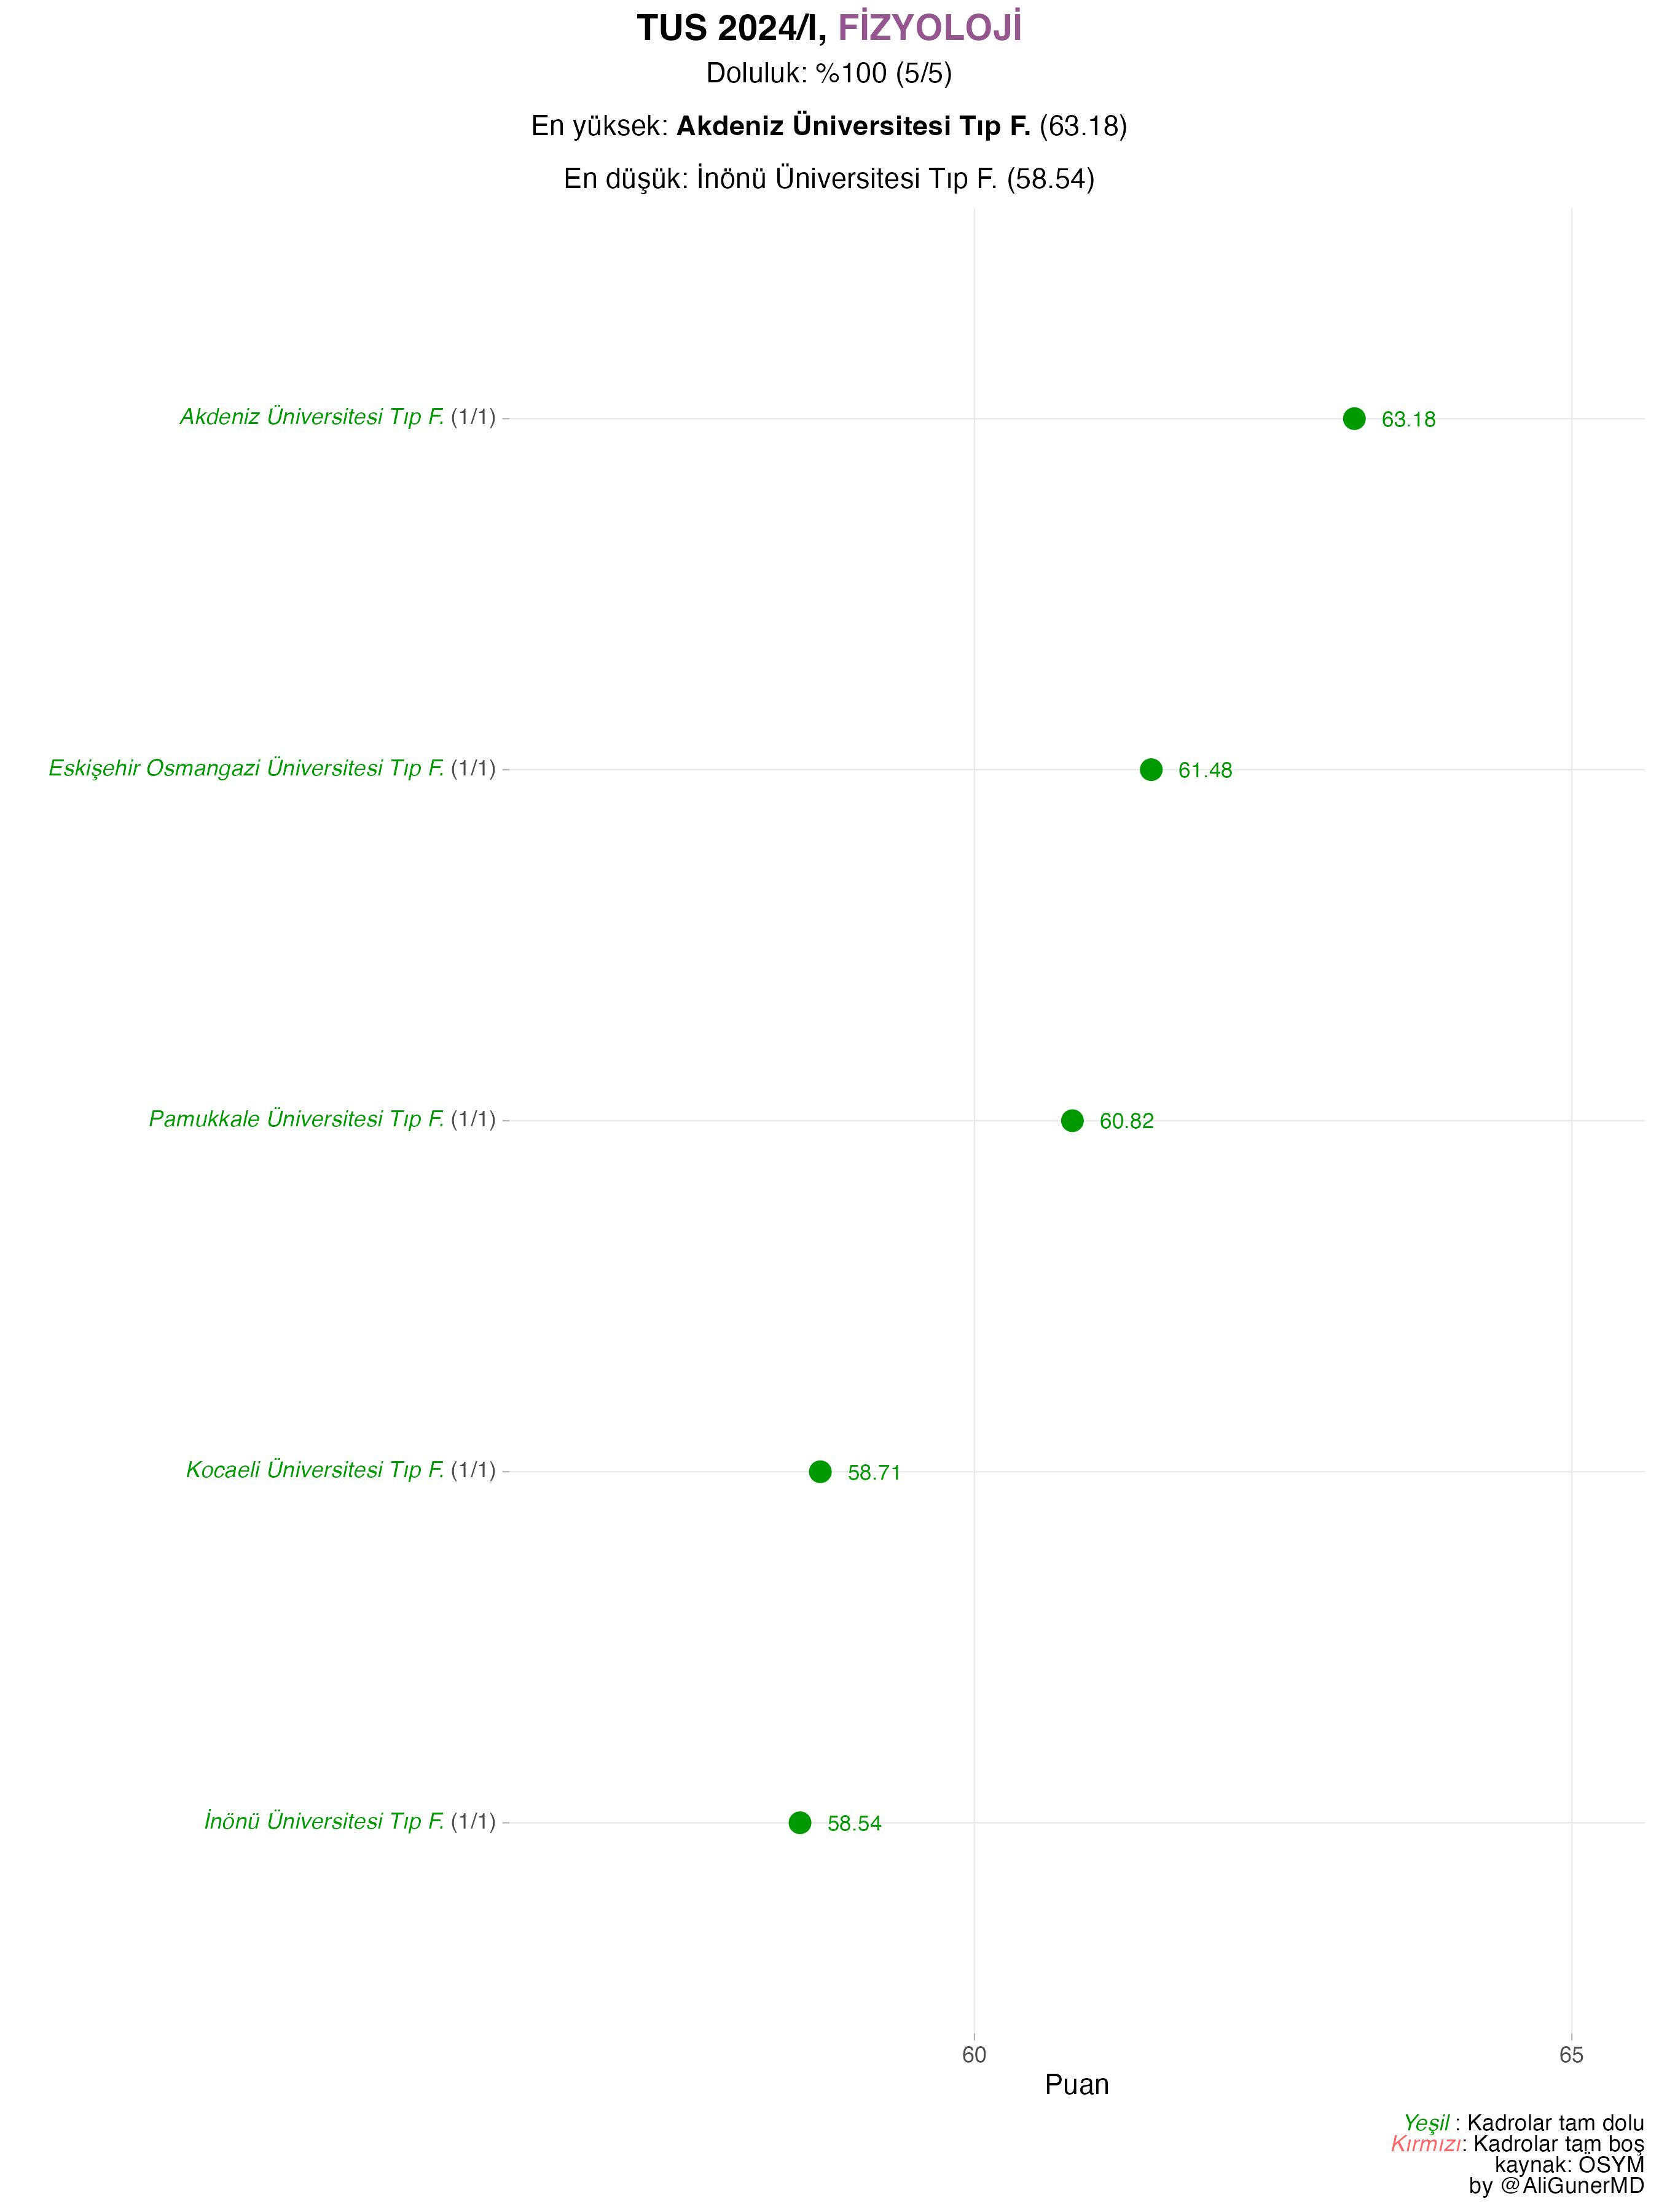 TUS 2024/I, FİZYOLOJİ
Doluluk: %100 (5/5)
En yüksek: Akdeniz Üniversitesi Tıp F. (63.18)
En düşük: İnönü Üniversitesi Tıp F. (58.54)
Akdeniz Üniversitesi Tıp F. (1/1) 63.18
Eskişehir Osmangazi Üniversitesi Tıp F. (1/1) 61.48
Pamukkale Üniversitesi Tıp F. (1/1) 60.82
Kocaeli Üniversitesi Tıp F. (1/1) 58.71
İnönü Üniversitesi Tıp F. (1/1) 58.54
60 65
Puan
Yeşil : Kadrolar tam dolu
Kırmızı: Kadrolar tam boş
kaynak: ÖSYM
by @AliGunerMD